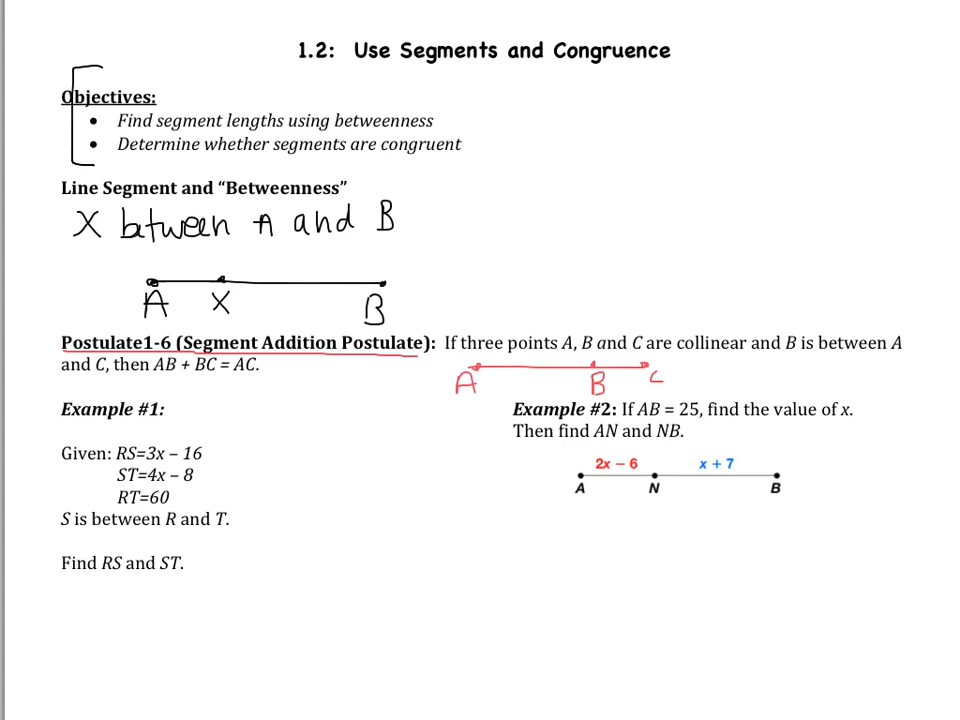 1.2: Use Segments and Congruence
Objectives:
• Find segment lengths using betweenness
• Determine whether segments are congruent
Line Segment and “Betweenness”
X between A and B
A X B
Postulate1-6 (Segment Addition Postulate): If three points A, B and C are collinear and B is between A
and C, then AB + BC = AC.
A B C
Example #1:
Given: RS=3x – 16
ST=4x – 8
RT=60
S is between R and T.
Find RS and ST.
Example #2: If AB = 25, find the value of x.
Then find AN and NB.
2x – 6 x + 7
A N B